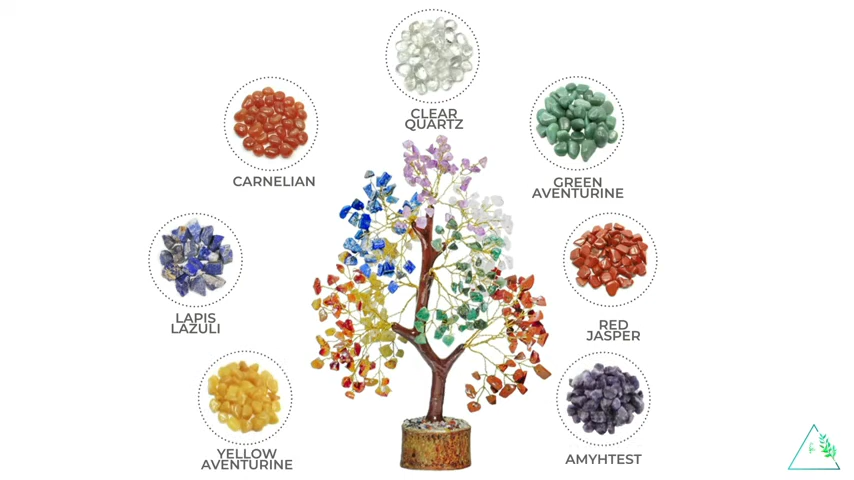 CLEAR
QUARTZ
CARNELIAN
GREEN
AVENTURINE
LAPIS
LAZULI
RED
JASPER
YELLOW
AVENTURINE
AMYHTEST